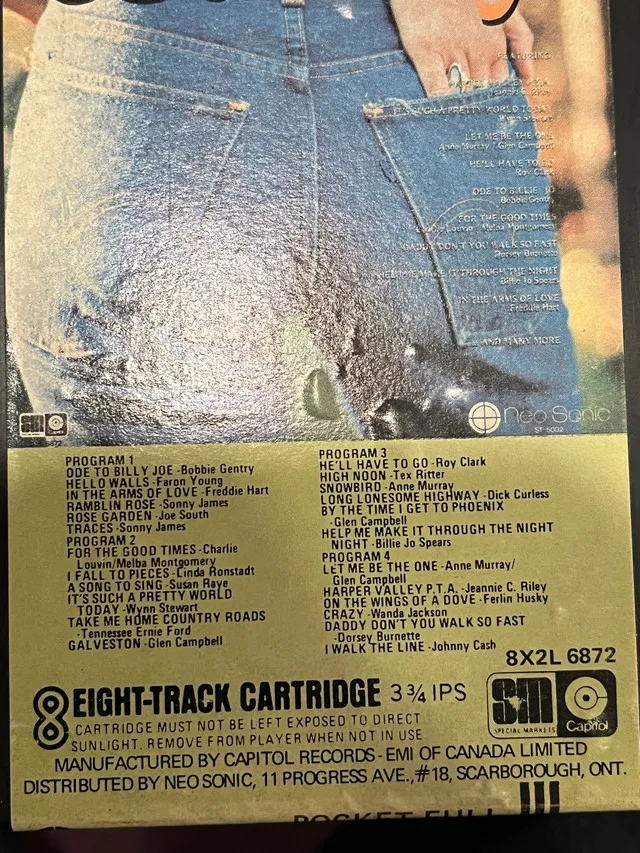 FEATURING
IT'S SUCH A PRETTY WORLD TODAY
Wynn Stewart
LET ME BE THE ONE
Anne Murray / Glen Campbell
HE'LL HAVE TO GO
Roy Clark
ODE TO BILLIE JO
Bobbie Gentry
FOR THE GOOD TIMES
Louvin / Melba Montgomery
DADDY DON'T YOU WALK SO FAST
Dorsey Burnette
HELP ME MAKE IT THROUGH THE NIGHT
Billie Jo Spears
IN THE ARMS OF LOVE
Freddie Hart
AND MANY MORE
Neo Sonic
ST-5002
PROGRAM 1
ODE TO BILLY JOE -Bobbie Gentry
HELLO WALLS -Faron Young
IN THE ARMS OF LOVE -Freddie Hart
RAMBLIN ROSE -Sonny James
ROSE GARDEN -Joe South
TRACES -Sonny James
PROGRAM 2
FOR THE GOOD TIMES -Charlie
Louvin/Melba Montgomery
I FALL TO PIECES -Linda Ronstadt
A SONG TO SING -Susan Raye
IT'S SUCH A PRETTY WORLD
TODAY -Wynn Stewart
TAKE ME HOME COUNTRY ROADS
-Tennessee Ernie Ford
GALVESTON -Glen Campbell
PROGRAM 3
HE'LL HAVE TO GO -Roy Clark
HIGH NOON -Tex Ritter
SNOWBIRD -Anne Murray
LONG LONESOME HIGHWAY -Dick Curless
BY THE TIME I GET TO PHOENIX
-Glen Campbell
HELP ME MAKE IT THROUGH THE NIGHT
NIGHT -Billie Jo Spears
PROGRAM 4
LET ME BE THE ONE -Anne Murray/
Glen Campbell
HARPER VALLEY P.T.A. -Jeannie C. Riley
ON THE WINGS OF A DOVE -Ferlin Husky
CRAZY -Wanda Jackson
DADDY DON'T YOU WALK SO FAST
-Dorsey Burnette
I WALK THE LINE -Johnny Cash
8X2L 6872
8 EIGHT-TRACK CARTRIDGE 3¾ IPS
CARTRIDGE MUST NOT BE LEFT EXPOSED TO DIRECT
SUNLIGHT. REMOVE FROM PLAYER WHEN NOT IN USE
SM
SPECIAL MARKETS
Capitol
MANUFACTURED BY CAPITOL RECORDS - EMI OF CANADA LIMITED
DISTRIBUTED BY NEO SONIC, 11 PROGRESS AVE., #18, SCARBOROUGH, ONT.
POCKET FULL